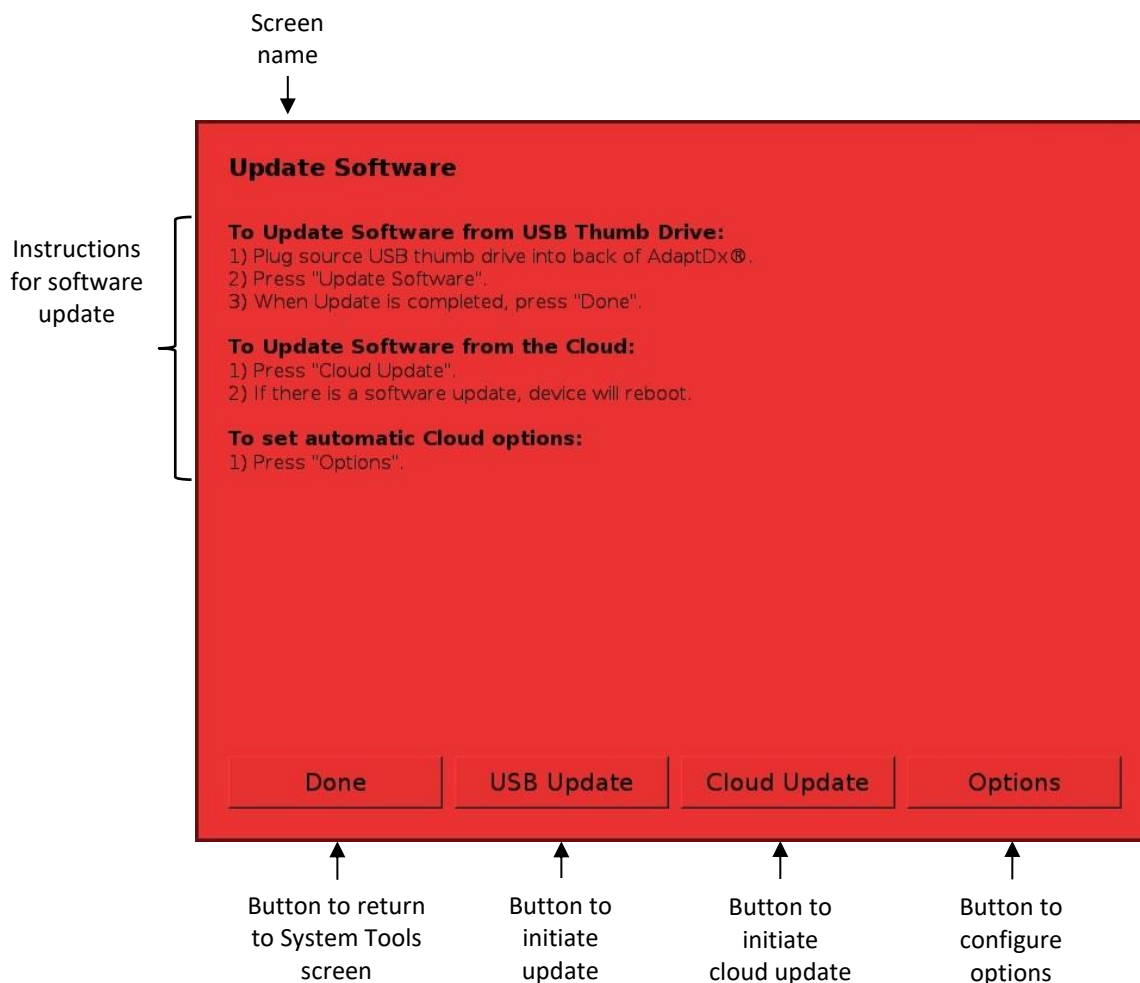 Screen
name
Update Software
Instructions
for software
update
To Update Software from USB Thumb Drive:
1) Plug source USB thumb drive into back of AdaptDx®.
2) Press "Update Software".
3) When Update is completed, press "Done".
To Update Software from the Cloud:
1) Press "Cloud Update".
2) If there is a software update, device will reboot.
To set automatic Cloud options:
1) Press "Options".
Done
USB Update
Cloud Update
Options
Button to return
to System Tools
screen
Button to
initiate
update
Button to
initiate
cloud update
Button to
configure
options